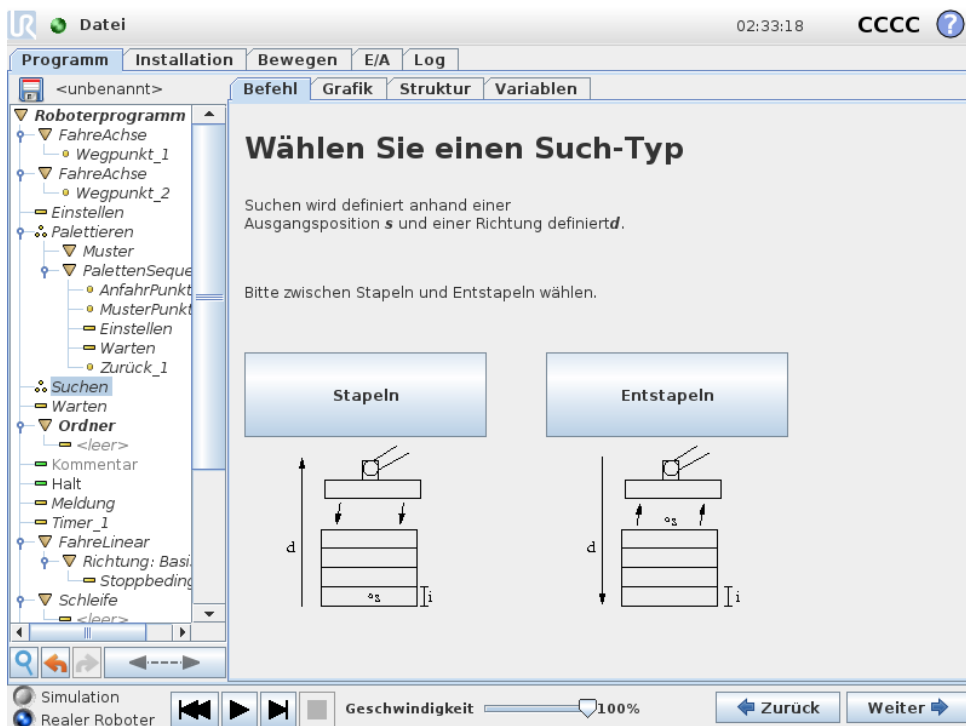 UR Datei 02:33:18 CCCC ?
Programm Installation Bewegen E/A Log
<unbenannt>
Befehl Grafik Struktur Variablen
Roboterprogramm
FahreAchse
Wegpunkt_1
FahreAchse
Wegpunkt_2
Einstellen
Palettieren
Muster
PalettenSeque
AnfahrPunkt
MusterPunkt
Einstellen
Warten
Zurück_1
Suchen
Warten
Ordner
<leer>
Kommentar
Halt
Meldung
Timer_1
FahreLinear
Richtung: Basi
Stoppbeding
Schleife
<leer>
Wählen Sie einen Such-Typ
Suchen wird definiert anhand einer
Ausgangsposition s und einer Richtung definiertd.
Bitte zwischen Stapeln und Entstapeln wählen.
Stapeln Entstapeln
d s i
d s i
Simulation
Realer Roboter
Geschwindigkeit 100%
Zurück Weiter